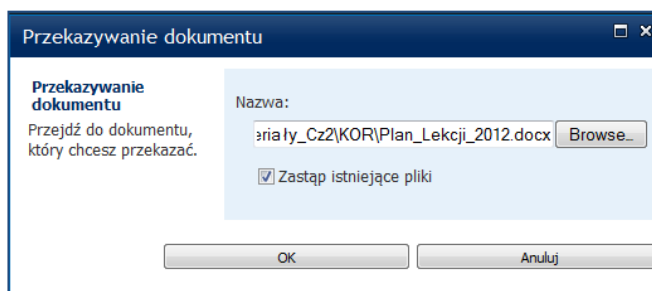 Przekazywanie dokumentu
Przekazywanie
dokumentu
Przejdź do dokumentu,
który chcesz przekazać.
Nazwa:
eriały_Cz2\KOR\Plan_Lekcji_2012.docx Browse...
Zastąp istniejące pliki
OK Anuluj